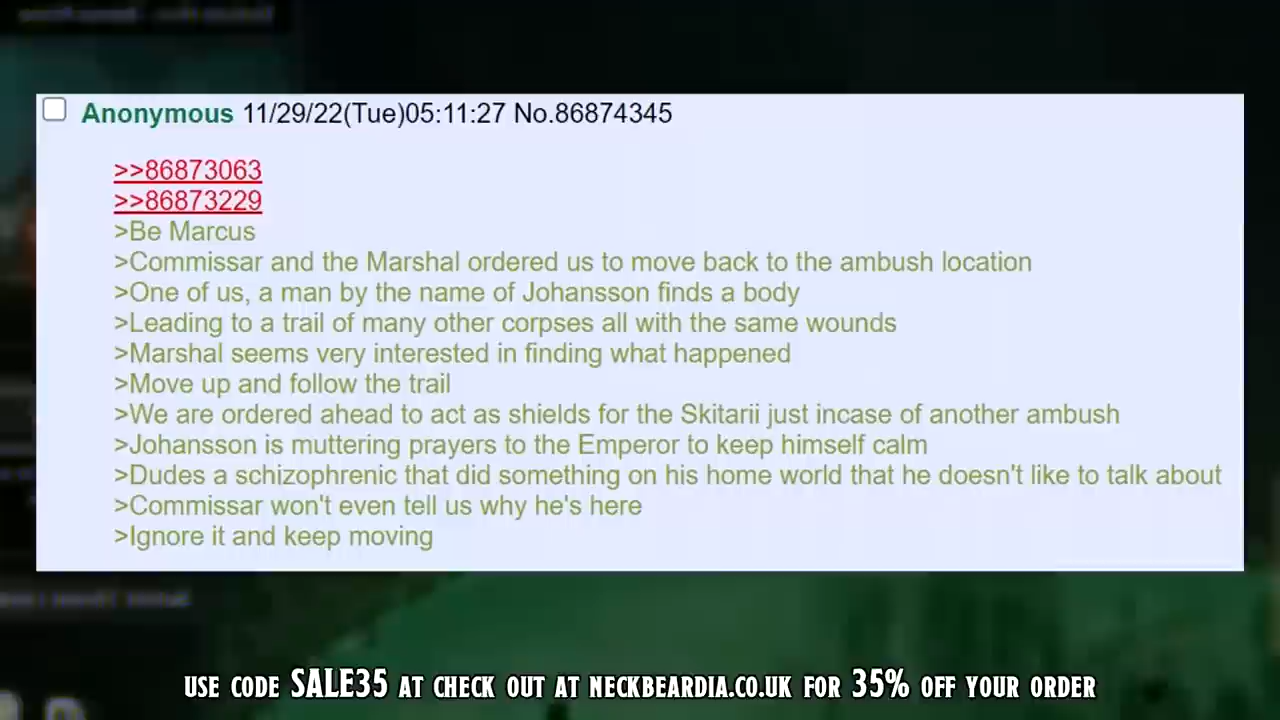 Anonymous 11/29/22(Tue)05:11:27 No.86874345
>>86873063
>>86873229
>Be Marcus
>Commissar and the Marshal ordered us to move back to the ambush location
>One of us, a man by the name of Johansson finds a body
>Leading to a trail of many other corpses all with the same wounds
>Marshal seems very interested in finding what happened
>Move up and follow the trail
>We are ordered ahead to act as shields for the Skitarii just incase of another ambush
>Johansson is muttering prayers to the Emperor to keep himself calm
>Dudes a schizophrenic that did something on his home world that he doesn't like to talk about
>Commissar won't even tell us why he's here
>Ignore it and keep moving
USE CODE SALE35 AT CHECK OUT AT NECKBEARDIA.CO.UK FOR 35% OFF YOUR ORDER